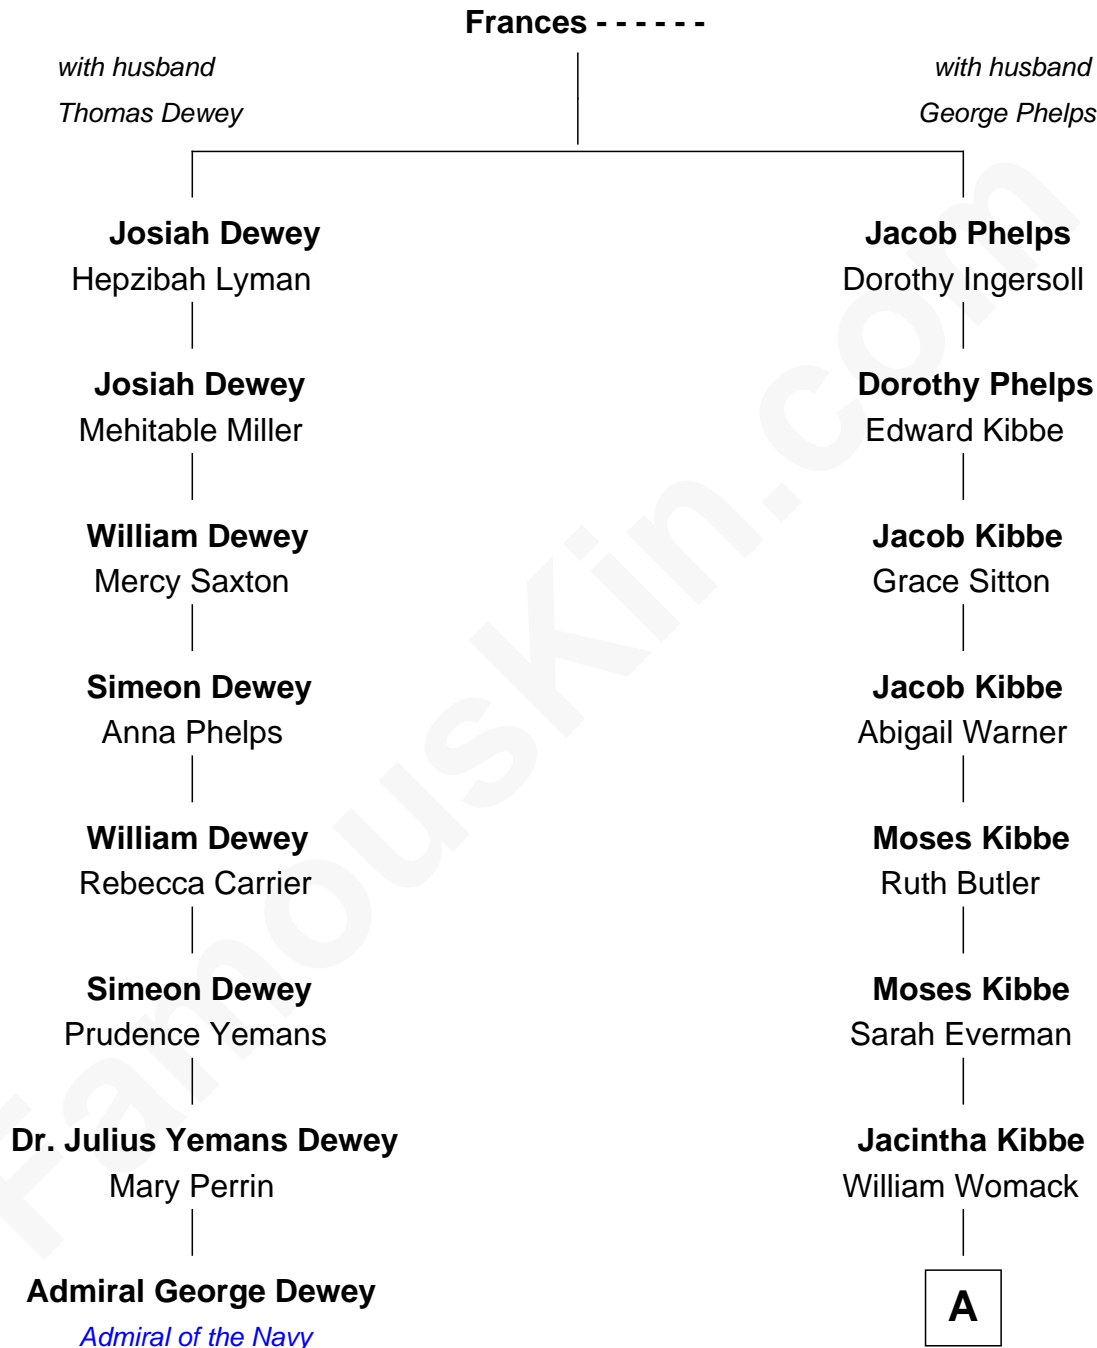 Frances - - - - - -
with husband
Thomas Dewey
with husband
George Phelps
Josiah Dewey
Hepzibah Lyman
Jacob Phelps
Dorothy Ingersoll
Josiah Dewey
Mehitable Miller
Dorothy Phelps
Edward Kibbe
William Dewey
Mercy Saxton
Jacob Kibbe
Grace Sitton
Simeon Dewey
Anna Phelps
Jacob Kibbe
Abigail Warner
William Dewey
Rebecca Carrier
Moses Kibbe
Ruth Butler
Simeon Dewey
Prudence Yemans
Moses Kibbe
Sarah Everman
Dr. Julius Yemans Dewey
Mary Perrin
Jacintha Kibbe
William Womack
Admiral George Dewey
Admiral of the Navy
A
FamousKin.com